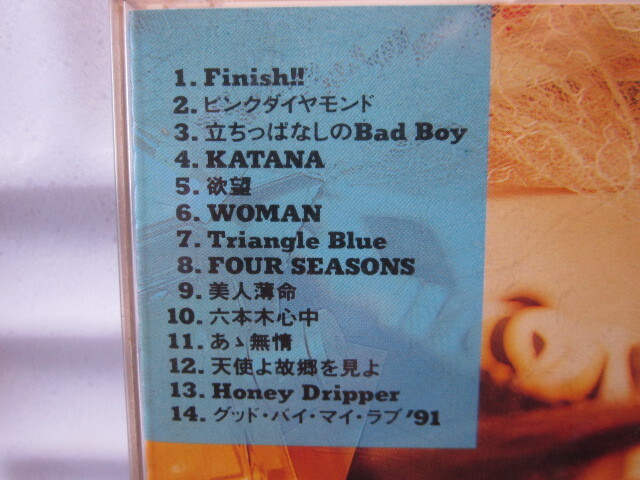 1. Finish!!
2. ピンクダイヤモンド
3. 立ちっぱなしのBad Boy
4. KATANA
5. 欲望
6. WOMAN
7. Triangle Blue
8. FOUR SEASONS
9. 美人薄命
10. 六本木心中
11. あゝ無情
12. 天使よ故郷を見よ
13. Honey Dripper
14. グッド・バイ・マイ・ラブ '91